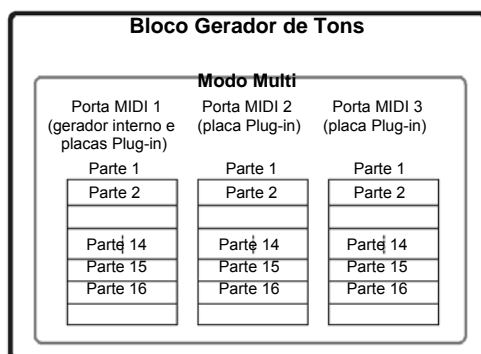 Bloco Gerador de Tons
Modo Multi
Porta MIDI 1
(gerador interno e
placas Plug-in)
Parte 1
Parte 2
Parte 14
Parte 15
Parte 16
Porta MIDI 2
(placa Plug-in)
Parte 1
Parte 2
Parte 14
Parte 15
Parte 16
Porta MIDI 3
(placa Plug-in)
Parte 1
Parte 2
Parte 14
Parte 15
Parte 16